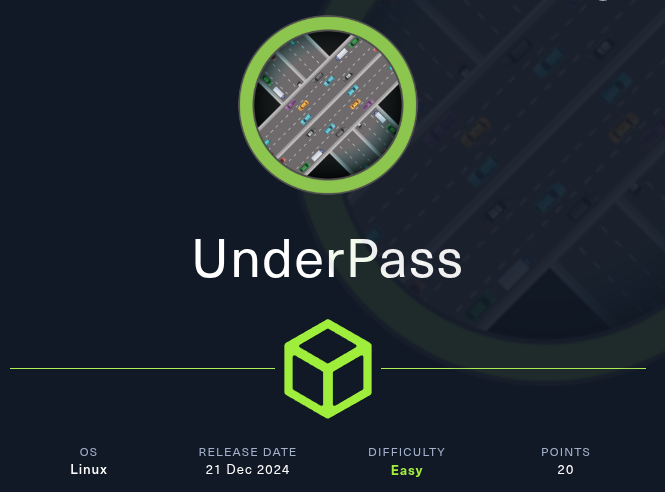 UnderPass
OS RELEASE DATE DIFFICULTY POINTS
Linux 21 Dec 2024 Easy 20